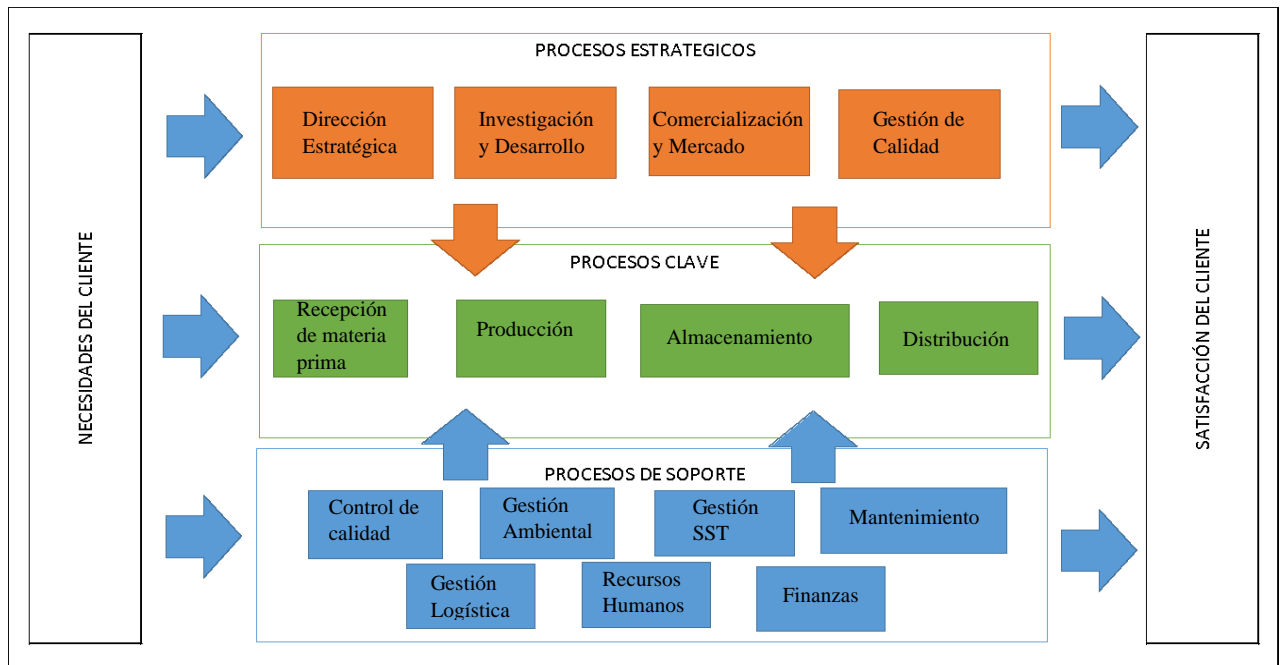 NECESIDADES DEL CLIENTE
PROCESOS ESTRATEGICOS
Dirección
Estratégica
Investigación
y Desarrollo
Comercialización
y Mercado
Gestión de
Calidad
PROCESOS CLAVE
Recepción
de materia
prima
Producción
Almacenamiento
Distribución
PROCESOS DE SOPORTE
Control de
calidad
Gestión
Ambiental
Gestión
SST
Mantenimiento
Gestión
Logística
Recursos
Humanos
Finanzas
SATISFACCIÓN DEL CLIENTE